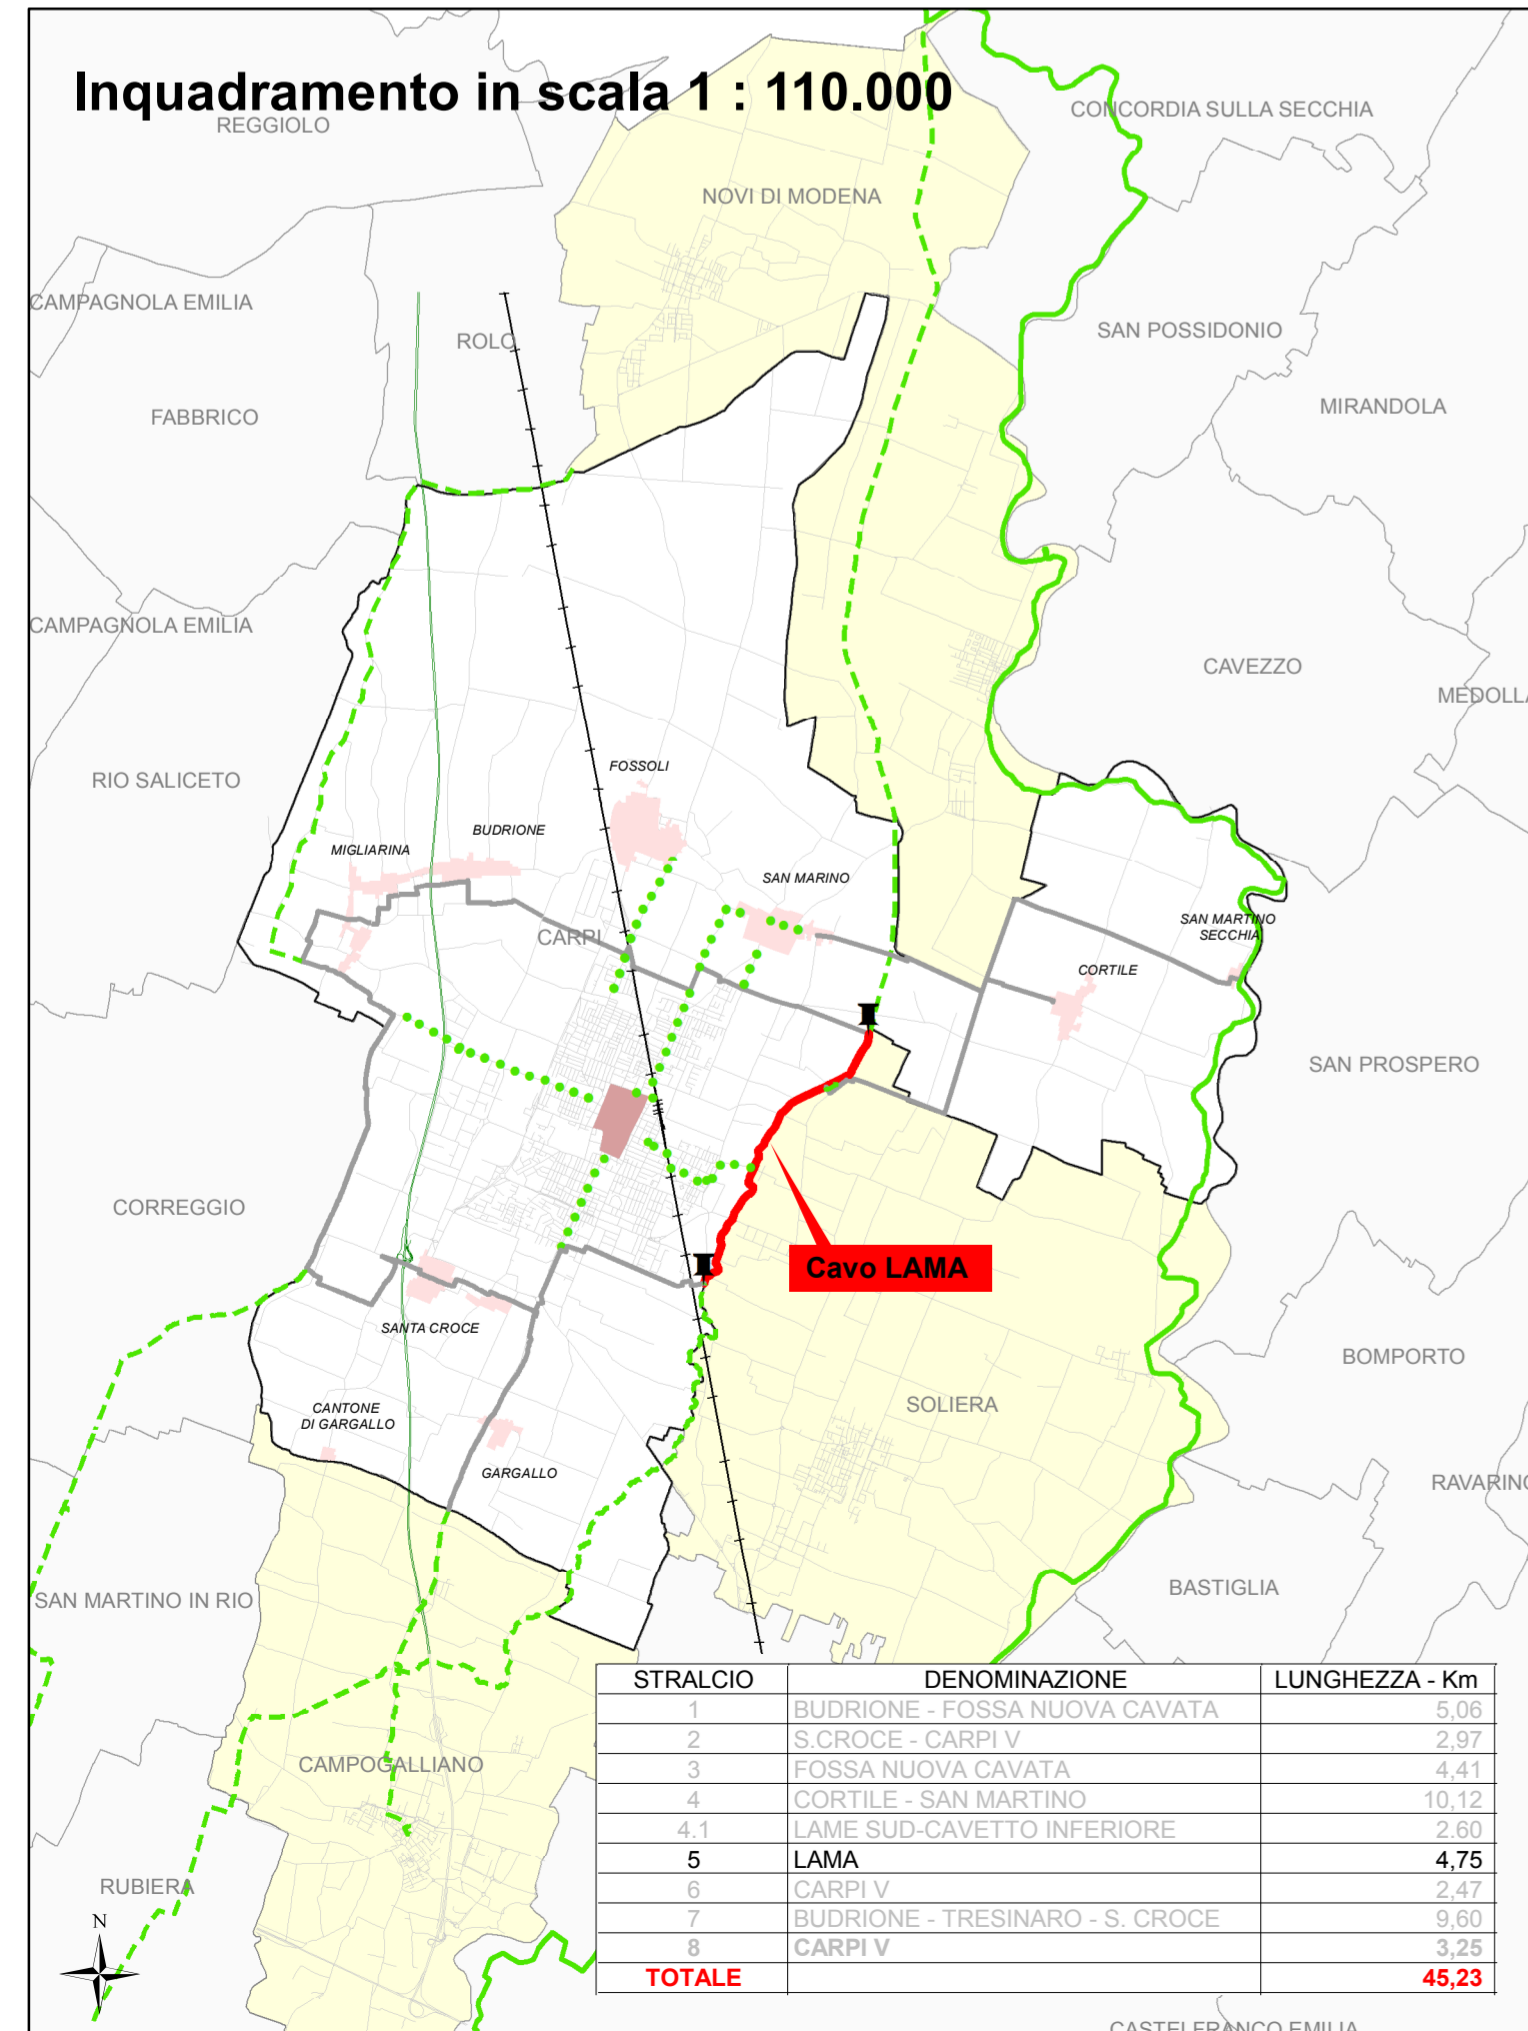 Inquadramento in scala 1 : 110.000
REGGIOLO
CONCORDIA SULLA SECCHIA
NOVI DI MODENA
CAMPAGNOLA EMILIA
SAN POSSIDONIO
ROLO
MIRANDOLA
FABBRICO
CAMPAGNOLA EMILIA
CAVEZZO
MEDOLLA
FOSSOLI
RIO SALICETO
BUDRIONE
MIGLIARINA
SAN MARINO
SAN MARTINO
SECCHIA
CARPI
CORTILE
SAN PROSPERO
CORREGGIO
Cavo LAMA
SANTA CROCE
BOMPORTO
CANTONE
DI GARGALLO
SOLIERA
GARGALLO
RAVARINO
BASTIGLIA
SAN MARTINO IN RIO
CAMPOGALLIANO
RUBIERA
N
STRALCIO DENOMINAZIONE LUNGHEZZA - Km
1 BUDRIONE - FOSSA NUOVA CAVATA 5,06
2 S.CROCE - CARPI V 2,97
3 FOSSA NUOVA CAVATA 4,41
4 CORTILE - SAN MARTINO 10,12
4.1 LAME SUD-CAVETTO INFERIORE 2.60
5 LAMA 4,75
6 CARPI V 2,47
7 BUDRIONE - TRESINARO - S. CROCE 9,60
8 CARPI V 3,25
TOTALE 45,23
CASTELFRANCO EMILIA